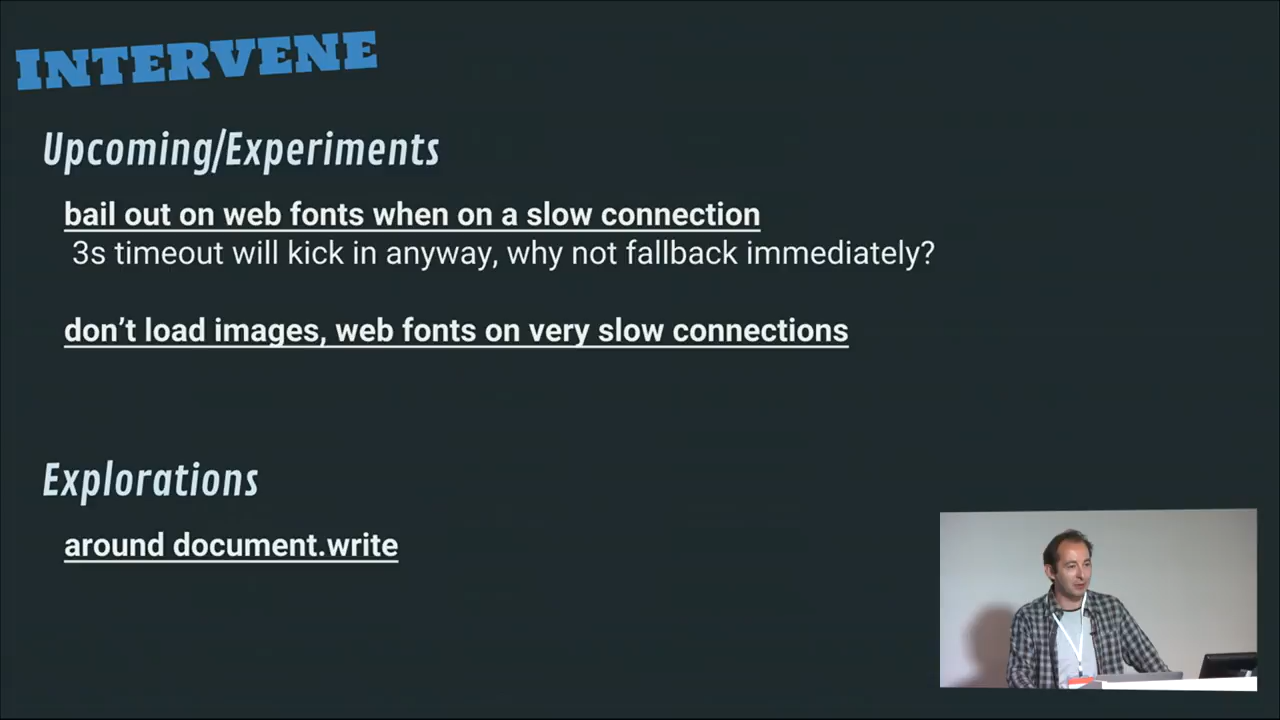 INTERVENE
Upcoming/Experiments
bail out on web fonts when on a slow connection
3s timeout will kick in anyway, why not fallback immediately?
don’t load images, web fonts on very slow connections
Explorations
around document.write